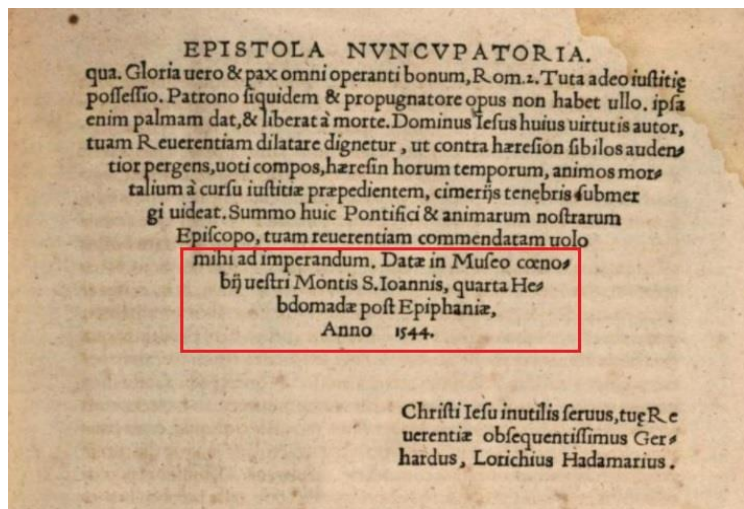 EPISTOLA NVNCVPATORIA.
qua. Gloria uero & pax omni operanti bonum, Rom.2. Tuta adeo iustitię
possessio. Patrono siquidem & propugnatore opus non habet ullo. ipsa
enim palmam dat,& liberat à morte. Dominus Iesus huius uirtutis autor,
tuam Reuerentiam dilatare dignetur, ut contra hæresion sibilos auden⸗
tior pergens, uoti compos, hæresin horum temporum, animos mor⸗
talium à cursu iustitiæ præpedientem, cimerijs tenebris submer
gi uideat. Summo huic Pontifici & animarum nostrarum
Episcopo, tuam reuerentiam commendatam uolo
mihi ad imperandum. Datæ in Museo cœno⸗
bij uestri Montis S. Ioannis, quarta He⸗
bdomadæ post Epiphaniæ,
Anno 1544.
Christi Iesu inutilis seruus, tuę Re
uerentiæ obsequentissimus Ger⸗
hardus, Lorichius Hadamarius.